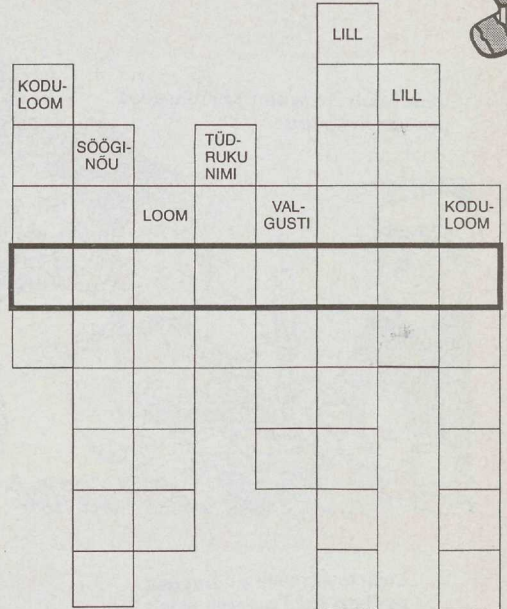 LILL
KODU-
LOOM
LILL
SÖÖGI-
NÕU
TÜD-
RUKU
NIMI
LOOM
VAL-
GUSTI
KODU-
LOOM